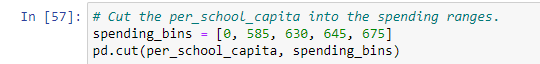 In [57]: # Cut the per_school_capita into the spending ranges.
spending_bins = [0, 585, 630, 645, 675]
pd.cut(per_school_capita, spending_bins)